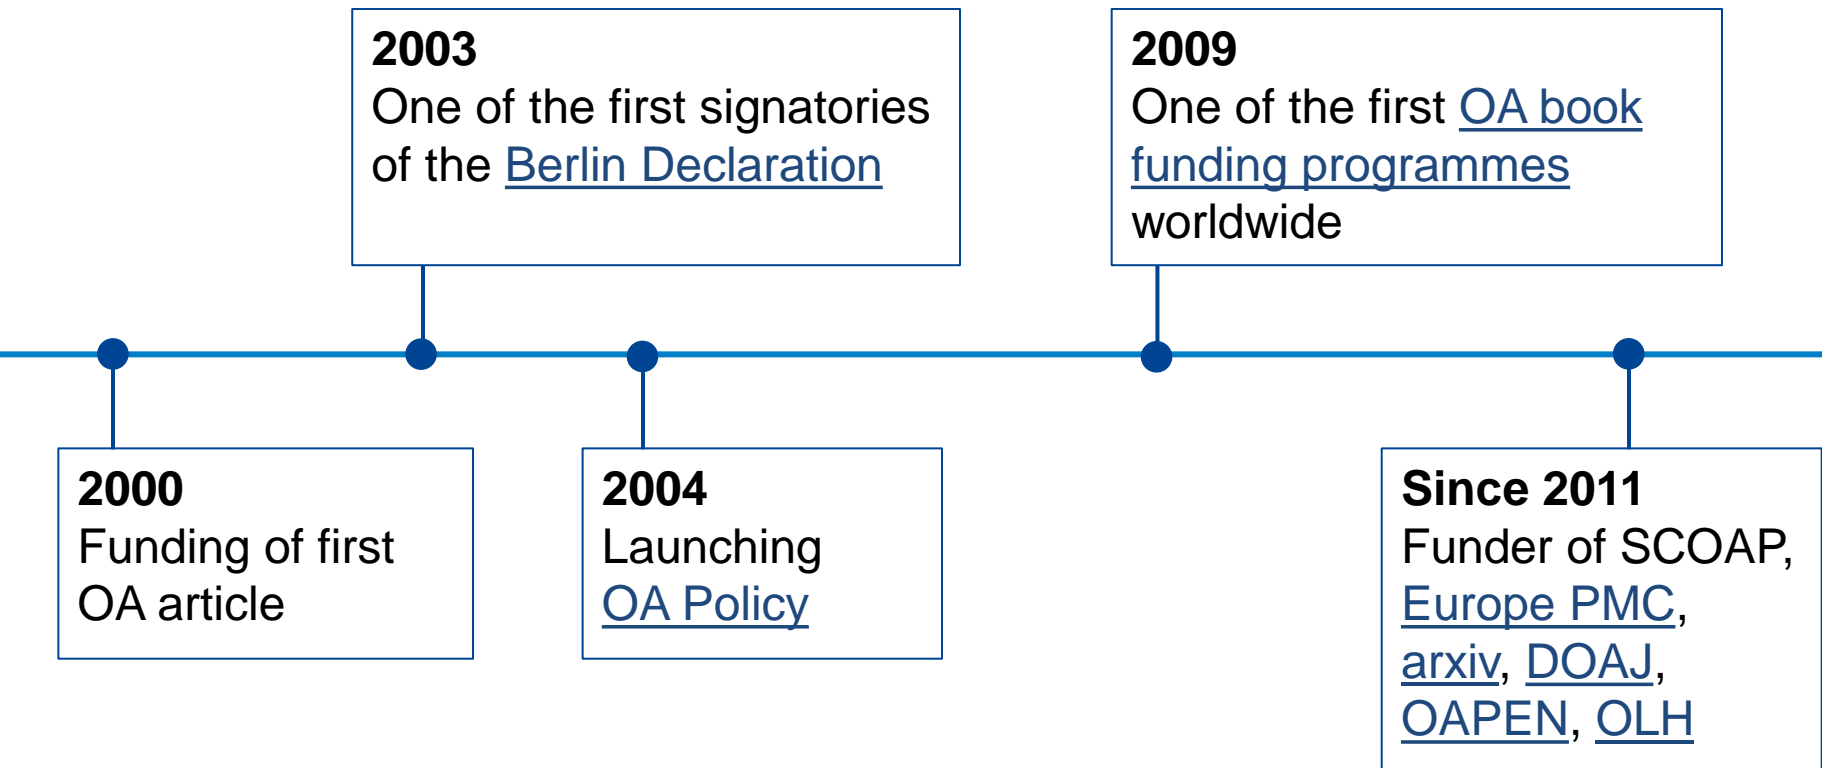 2003
One of the first signatories
of the Berlin Declaration
2009
One of the first OA book
funding programmes
worldwide
2000
Funding of first
OA article
2004
Launching
OA Policy
Since 2011
Funder of SCOAP,
Europe PMC,
arxiv, DOAJ,
OAPEN, OLH